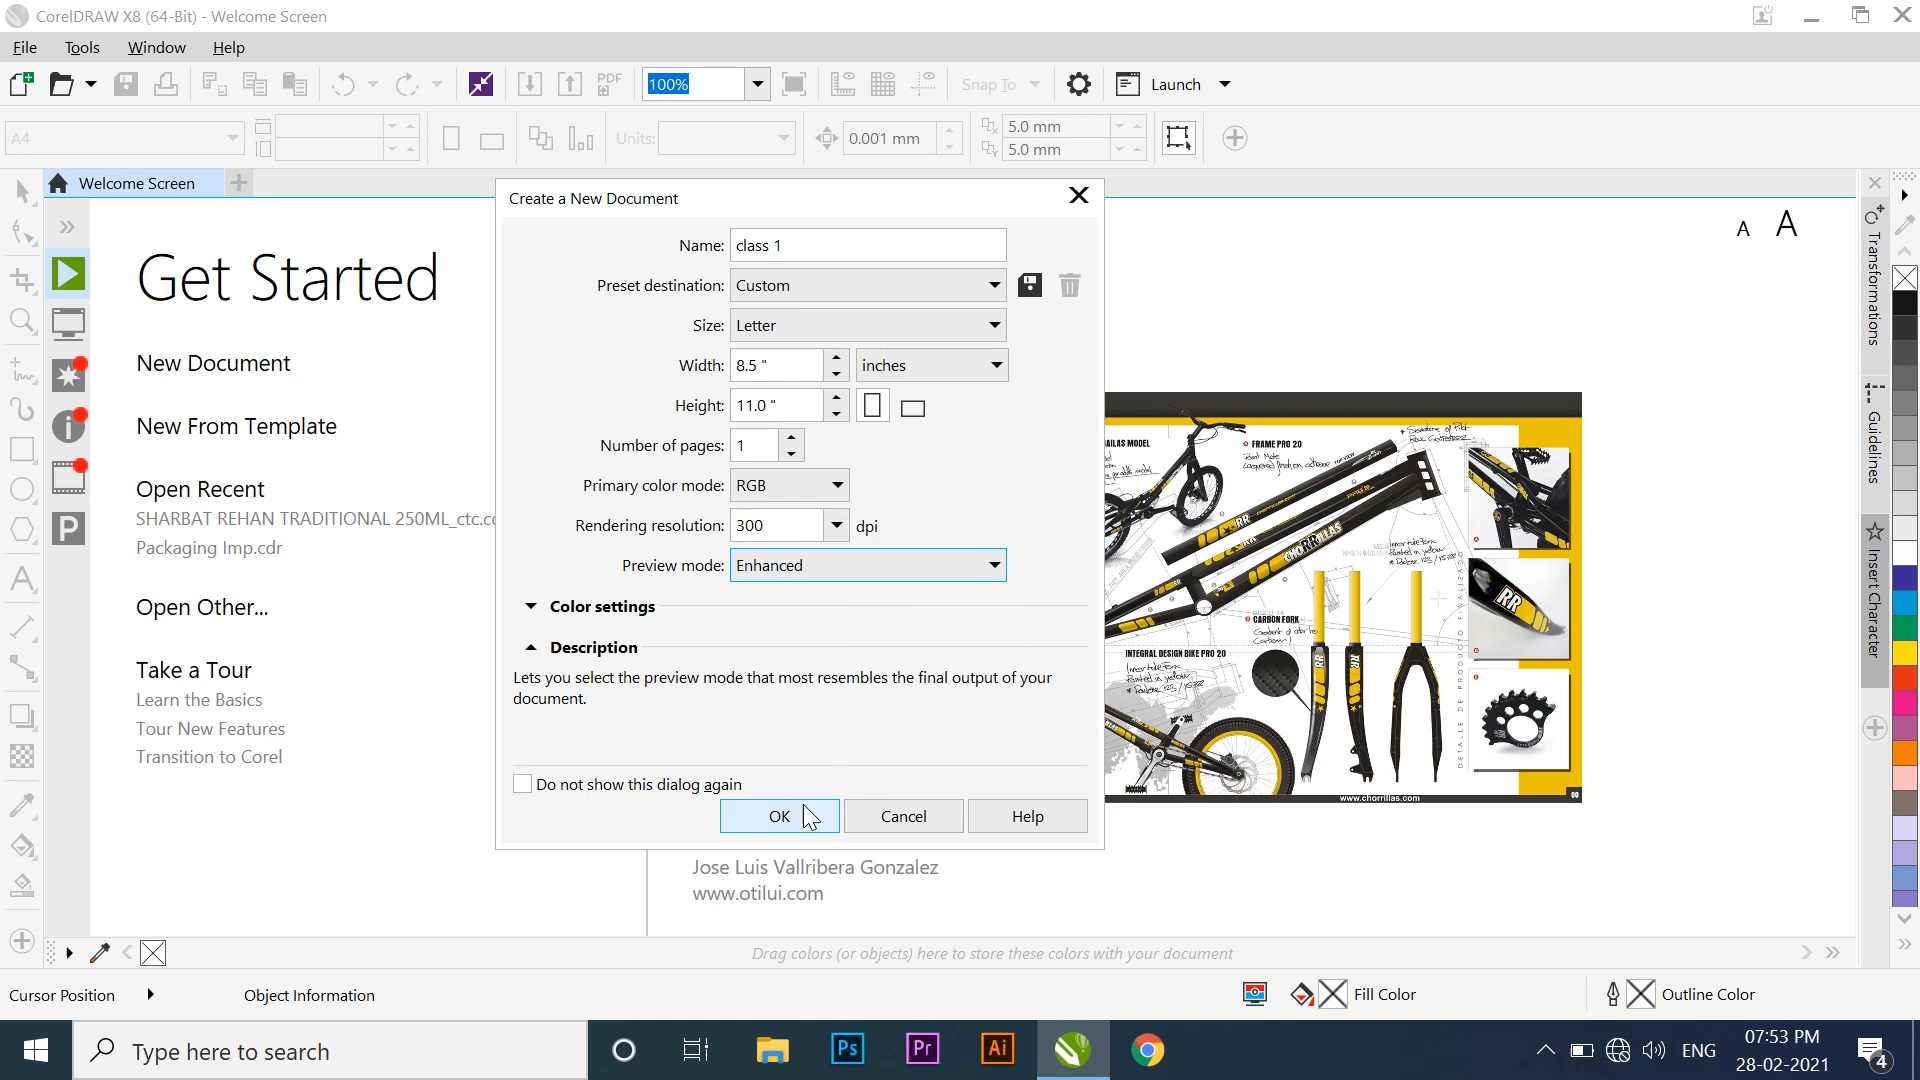 CorelDRAW X8 (64-Bit) - Welcome Screen
File Tools Window Help
100% Snap To Launch
PDF
A4 Units: 0.001 mm 5.0 mm
5.0 mm
Welcome Screen
Create a New Document
Get Started
New Document
New From Template
Open Recent
SHARBAT REHAN TRADITIONAL 250ML_ctc.c
Packaging Imp.cdr
Open Other...
Take a Tour
Learn the Basics
Tour New Features
Transition to Corel
Name: class 1
Preset destination: Custom
Size: Letter
Width: 8.5 " inches
Height: 11.0 "
Number of pages: 1
Primary color mode: RGB
Rendering resolution: 300 dpi
Preview mode: Enhanced
Color settings
Description
Lets you select the preview mode that most resembles the final output of your
document.
Do not show this dialog again
OK Cancel Help
A A
FRAME PRO 20
CHORRILLAS
RR
CARBON FORK
INTEGRAL DESIGN BIKE PRO 20
DETALLE DE PRODUCTO FINALIZADO
www.chorrillas.com
00
Jose Luis Vallribera Gonzalez
www.otilui.com
Transformations
Guidelines
Insert Character
Drag colors (or objects) here to store these colors with your document
Cursor Position Object Information Fill Color Outline Color
Type here to search
Ps Pr Ai
ENG
07:53 PM
28-02-2021
4